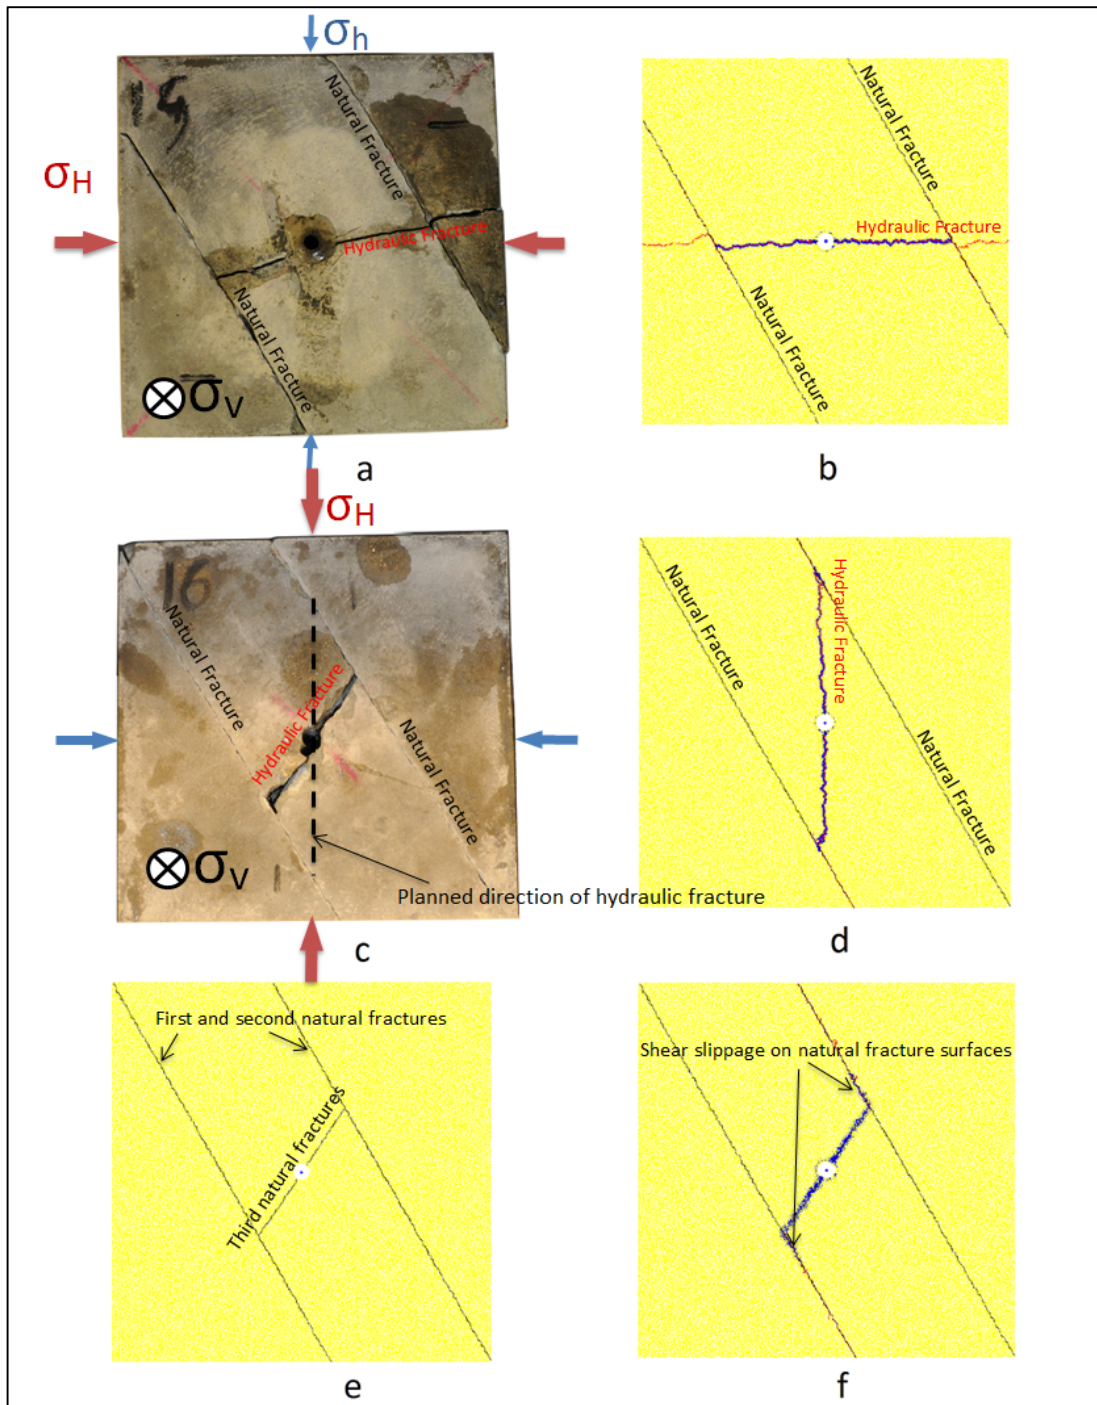 σh
15
Natural Fracture
Natural Fracture
σH
Hydraulic Fracture
Hydraulic Fracture
Natural Fracture
Natural Fracture
σV
a
b
σH
16
Natural Fracture
Hydraulic Fracture
Natural Fracture
Hydraulic Fracture
Natural Fracture
Natural Fracture
σV
Planned direction of hydraulic fracture
c
d
First and second natural fractures
Third natural fractures
Shear slippage on natural fracture surfaces
e
f